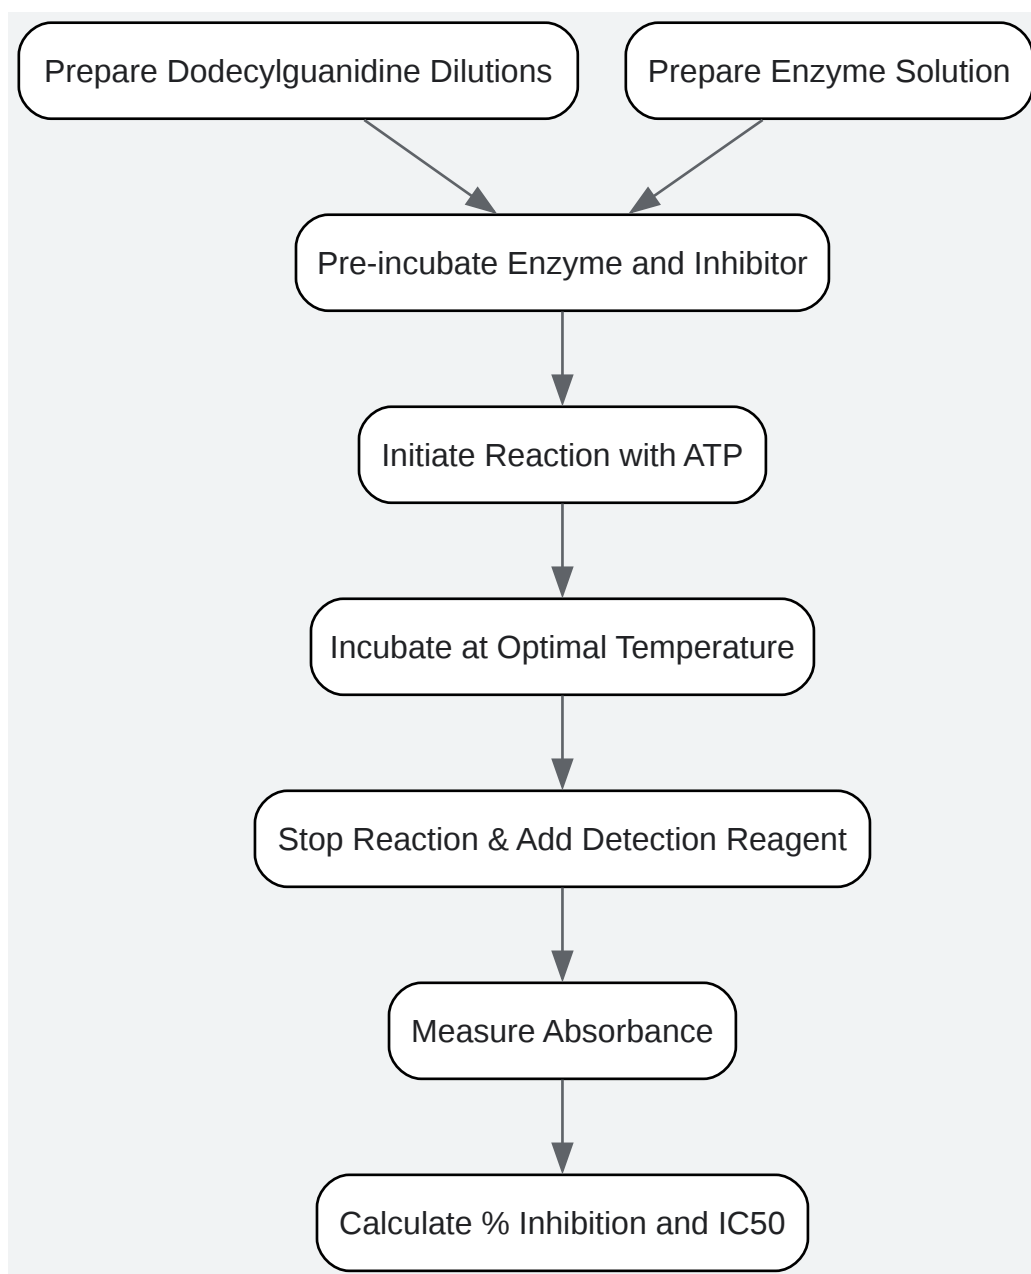 Prepare Dodecylguanidine Dilutions
Prepare Enzyme Solution
Pre-incubate Enzyme and Inhibitor
Initiate Reaction with ATP
Incubate at Optimal Temperature
Stop Reaction & Add Detection Reagent
Measure Absorbance
Calculate % Inhibition and IC50